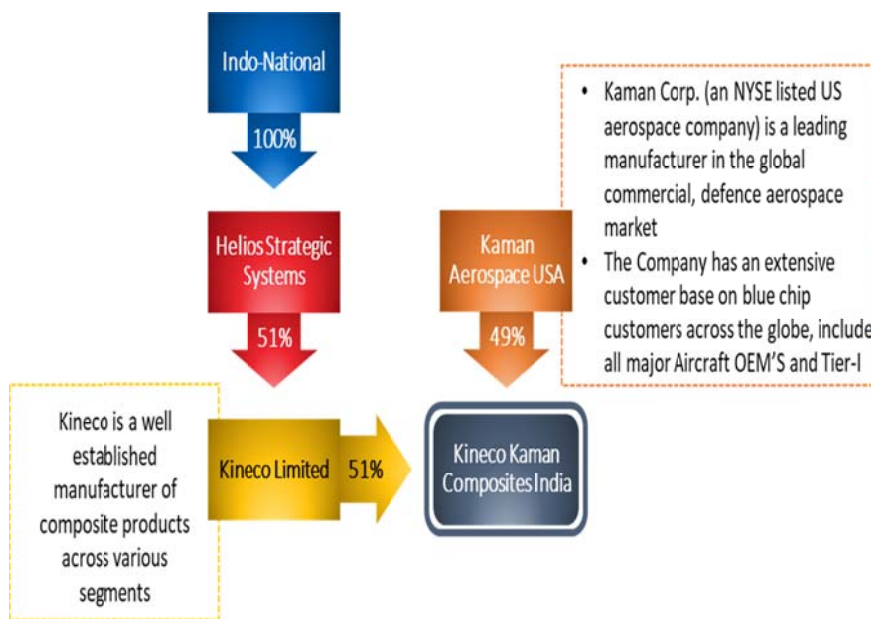 Indo-National
100%
Helios Strategic
Systems
51%
Kineco Limited
51%
Kaman
Aerospace USA
49%
Kineco Kaman
Composites India
• Kaman Corp. (an NYSE listed US
aerospace company) is a leading
manufacturer in the global
commercial, defence aerospace
market
• The Company has an extensive
customer base on blue chip
customers across the globe, include
all major Aircraft OEM'S and Tier-I
Kineco is a well
established
manufacturer of
composite products
across various
segments